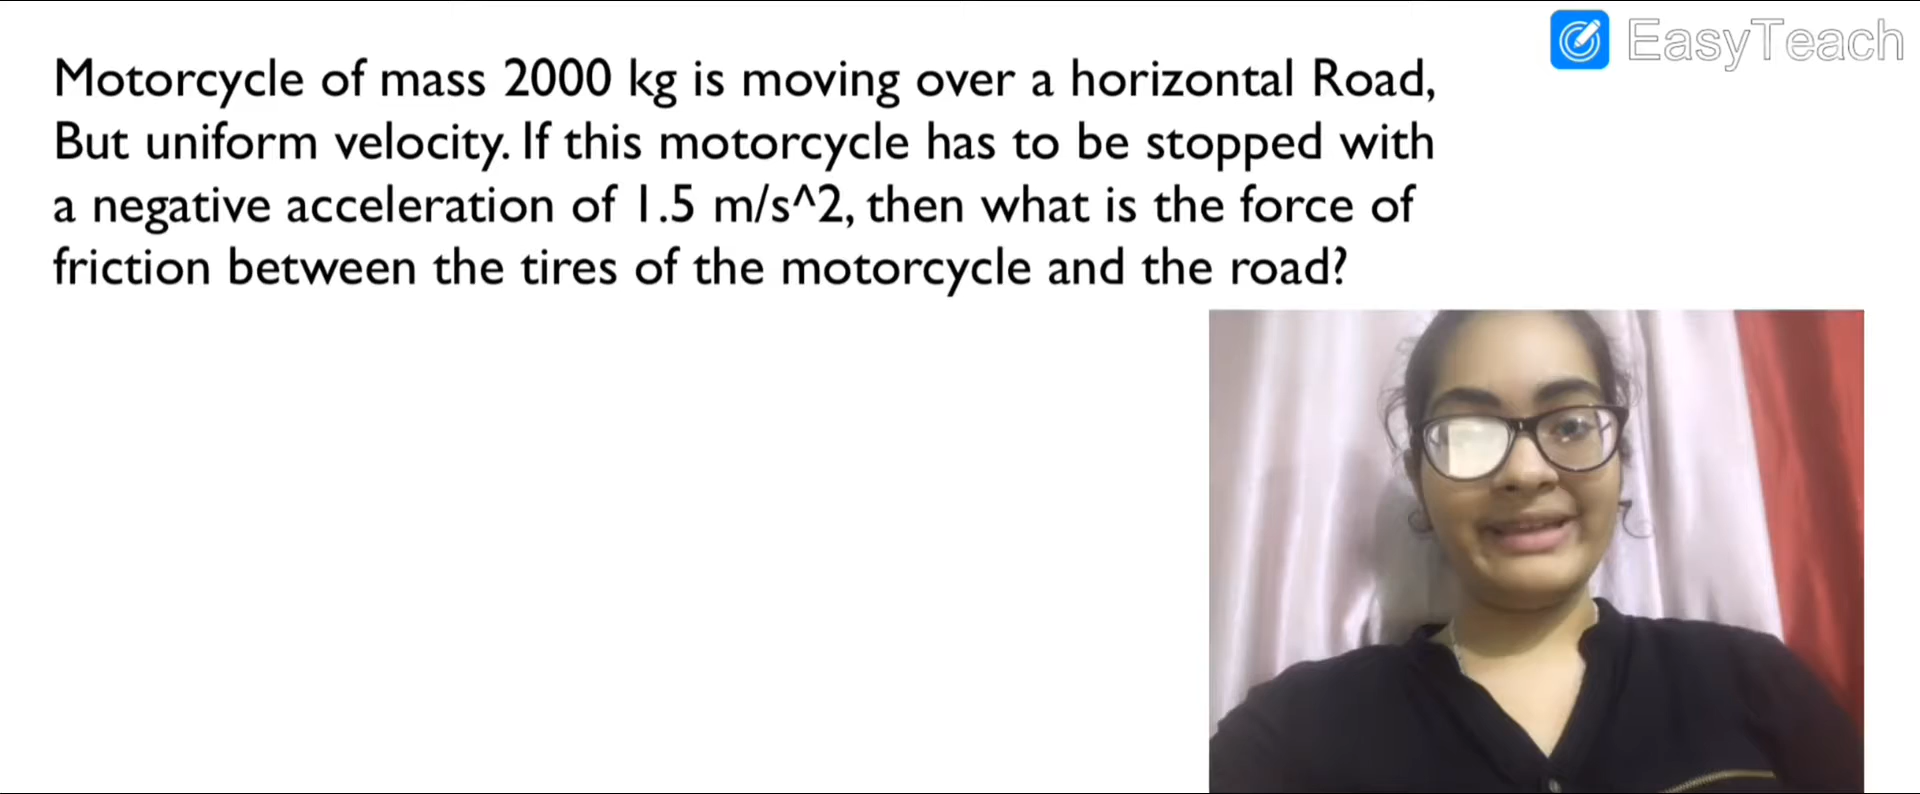 EasyTeach
Motorcycle of mass 2000 kg is moving over a horizontal Road,
But uniform velocity. If this motorcycle has to be stopped with
a negative acceleration of 1.5 m/s^2, then what is the force of
friction between the tires of the motorcycle and the road?